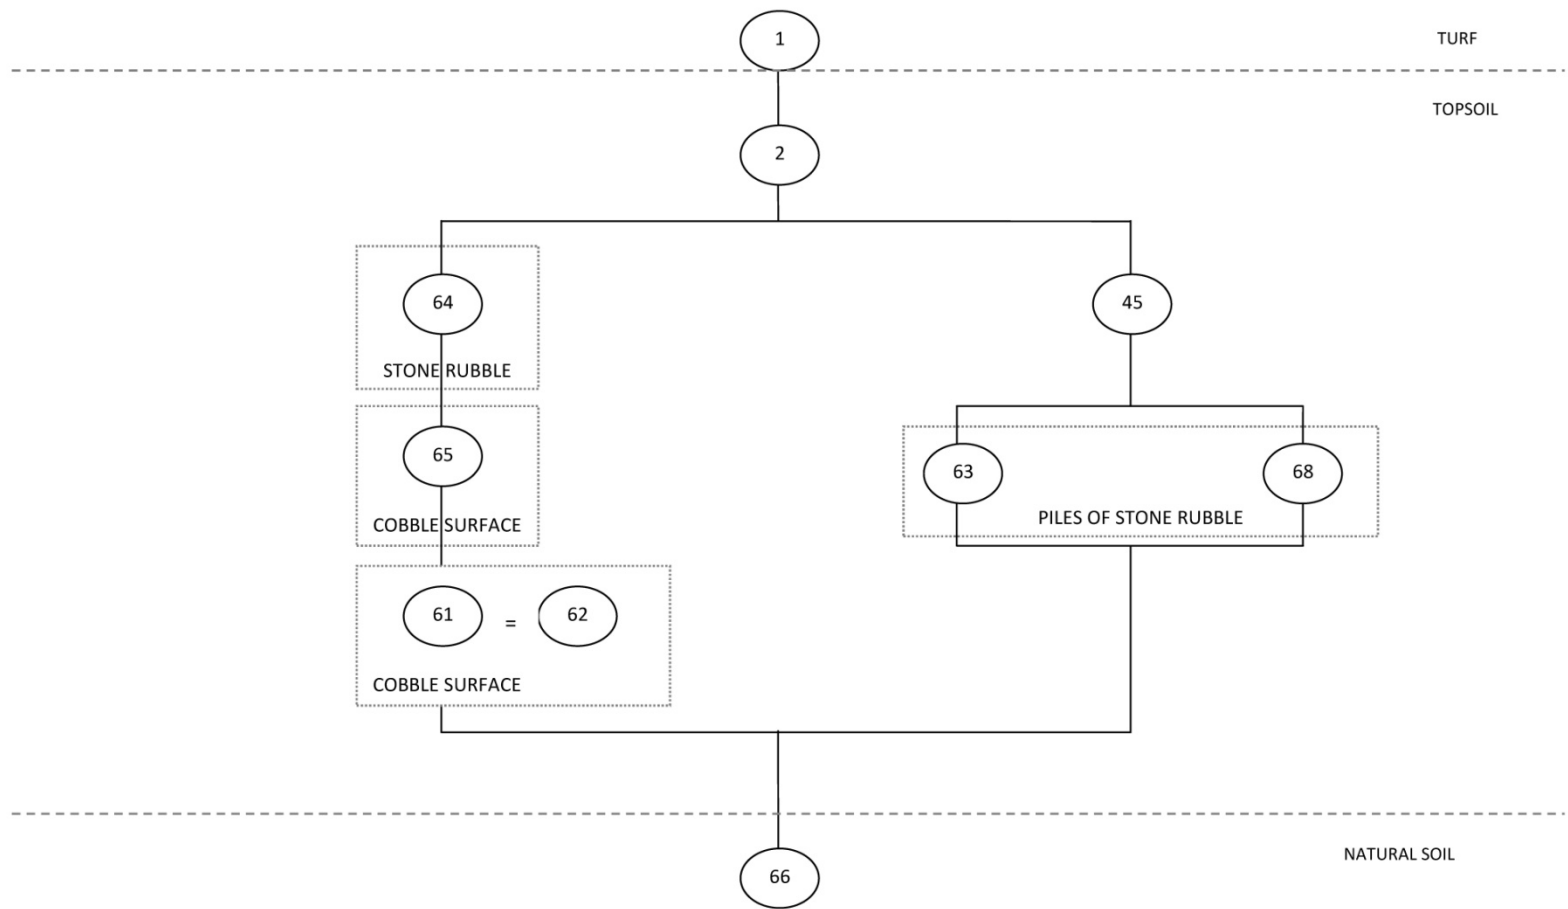 1
TURF
TOPSOIL
2
64
45
STONE RUBBLE
65
63
68
PILES OF STONE RUBBLE
COBBLE SURFACE
61 = 62
COBBLE SURFACE
NATURAL SOIL
66